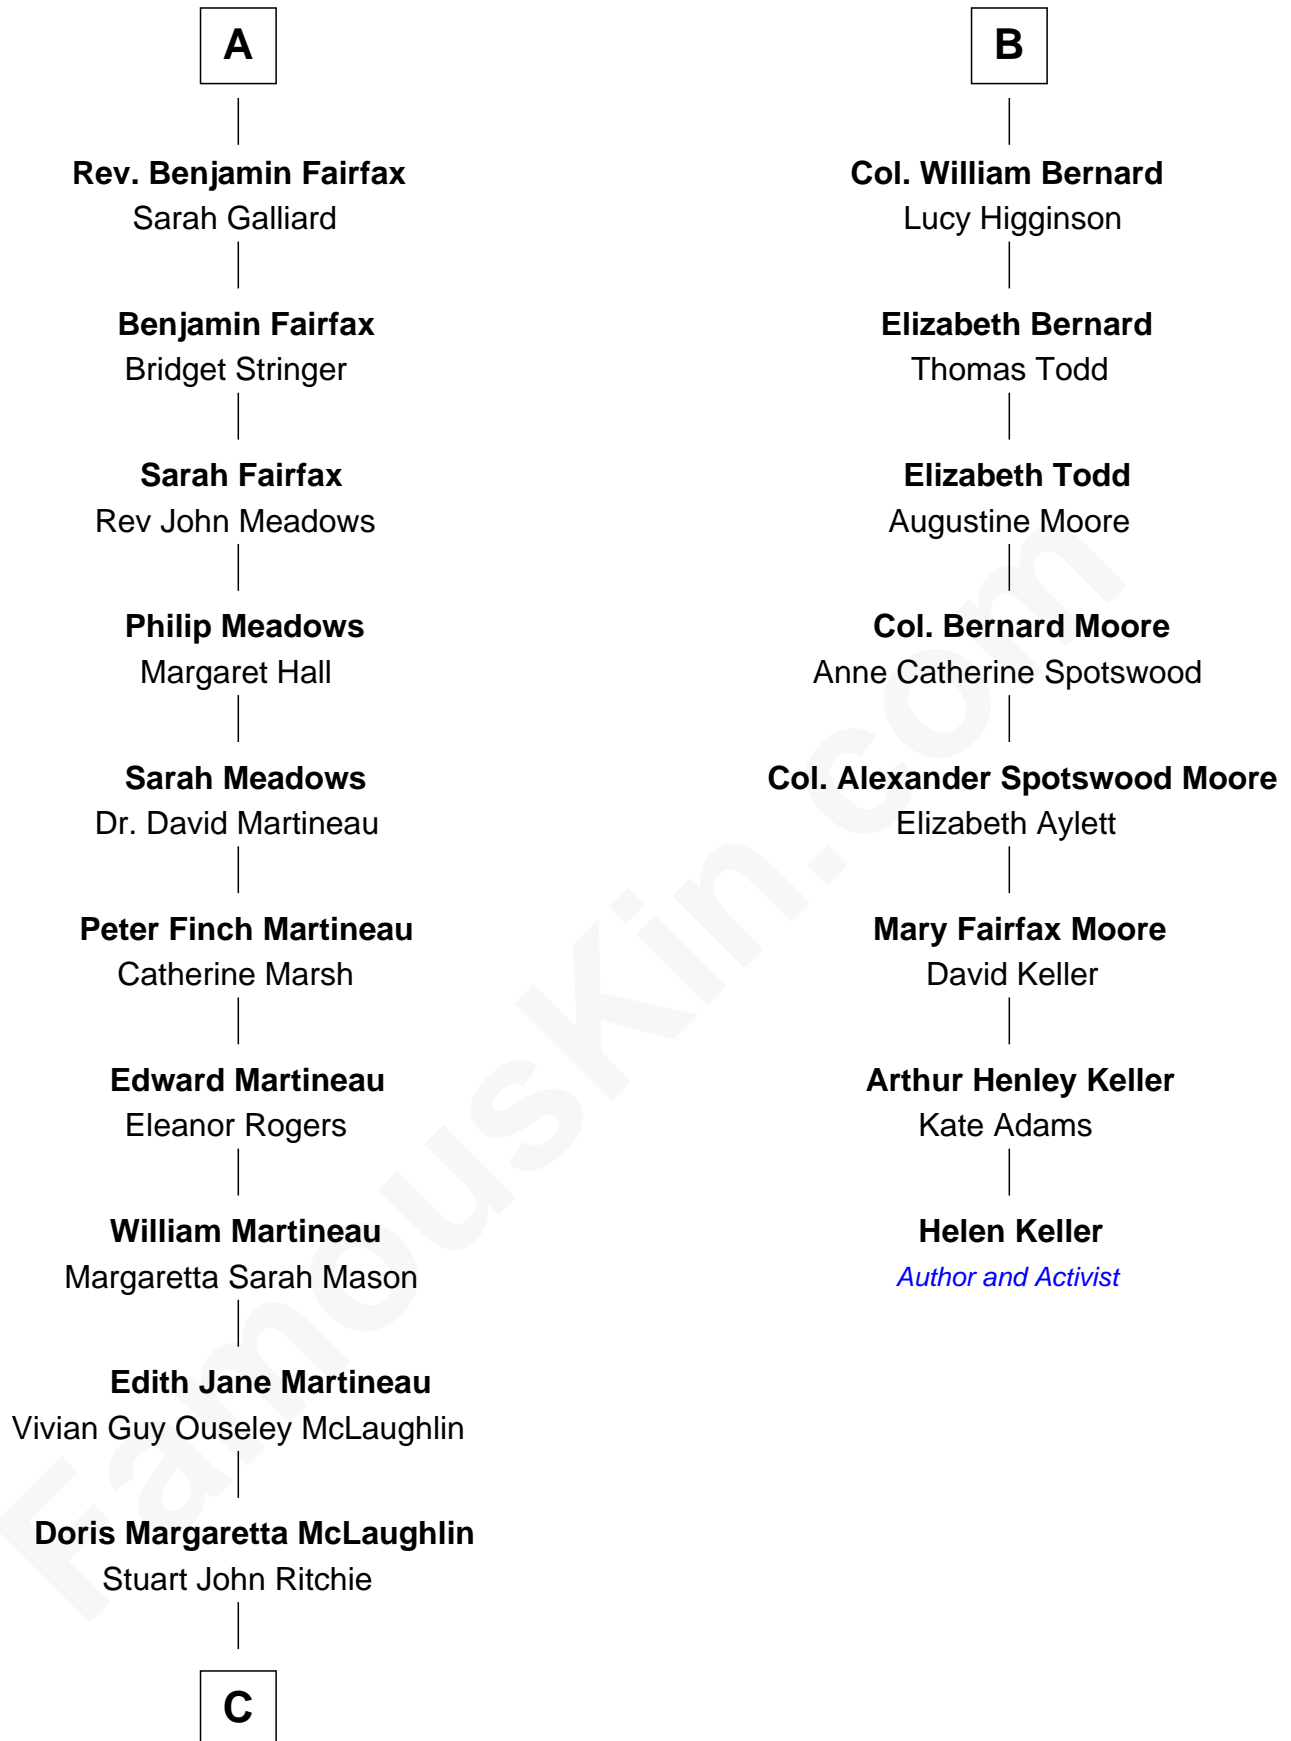 A
Rev. Benjamin Fairfax
Sarah Galliard
Benjamin Fairfax
Bridget Stringer
Sarah Fairfax
Rev John Meadows
Philip Meadows
Margaret Hall
Sarah Meadows
Dr. David Martineau
Peter Finch Martineau
Catherine Marsh
Edward Martineau
Eleanor Rogers
William Martineau
Margaretta Sarah Mason
Edith Jane Martineau
Vivian Guy Ouseley McLaughlin
Doris Margaretta McLaughlin
Stuart John Ritchie
C
B
Col. William Bernard
Lucy Higginson
Elizabeth Bernard
Thomas Todd
Elizabeth Todd
Augustine Moore
Col. Bernard Moore
Anne Catherine Spotswood
Col. Alexander Spotswood Moore
Elizabeth Aylett
Mary Fairfax Moore
David Keller
Arthur Henley Keller
Kate Adams
Helen Keller
Author and Activist
FamousKin.com